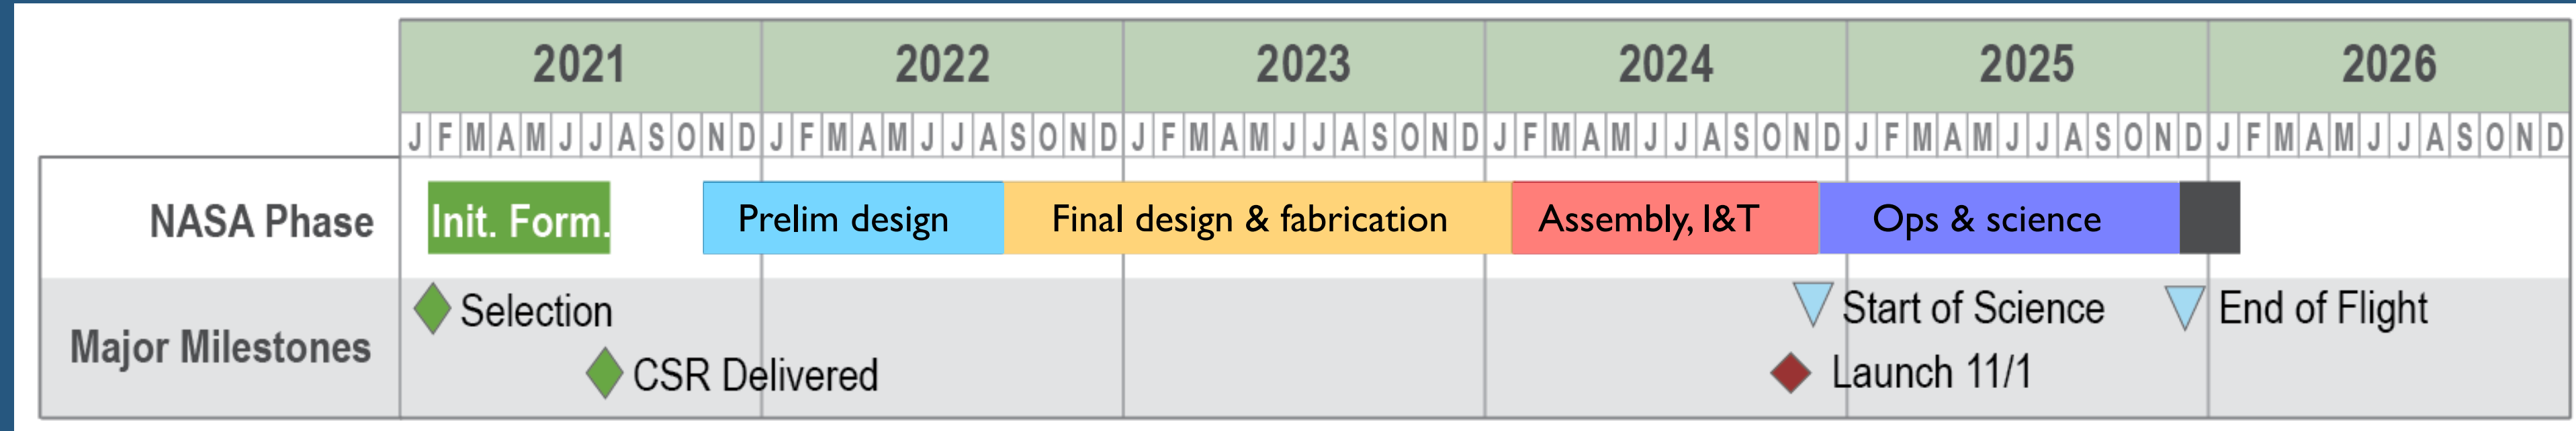 2021 2022 2023 2024 2025 2026
J F M A M J J A S O N D J F M A M J J A S O N D J F M A M J J A S O N D J F M A M J J A S O N D J F M A M J J A S O N D J F M A M J J A S O N D
NASA Phase Init. Form. Prelim design Final design & fabrication Assembly, I&T Ops & science
Major Milestones
Selection Start of Science End of Flight
CSR Delivered Launch 11/1